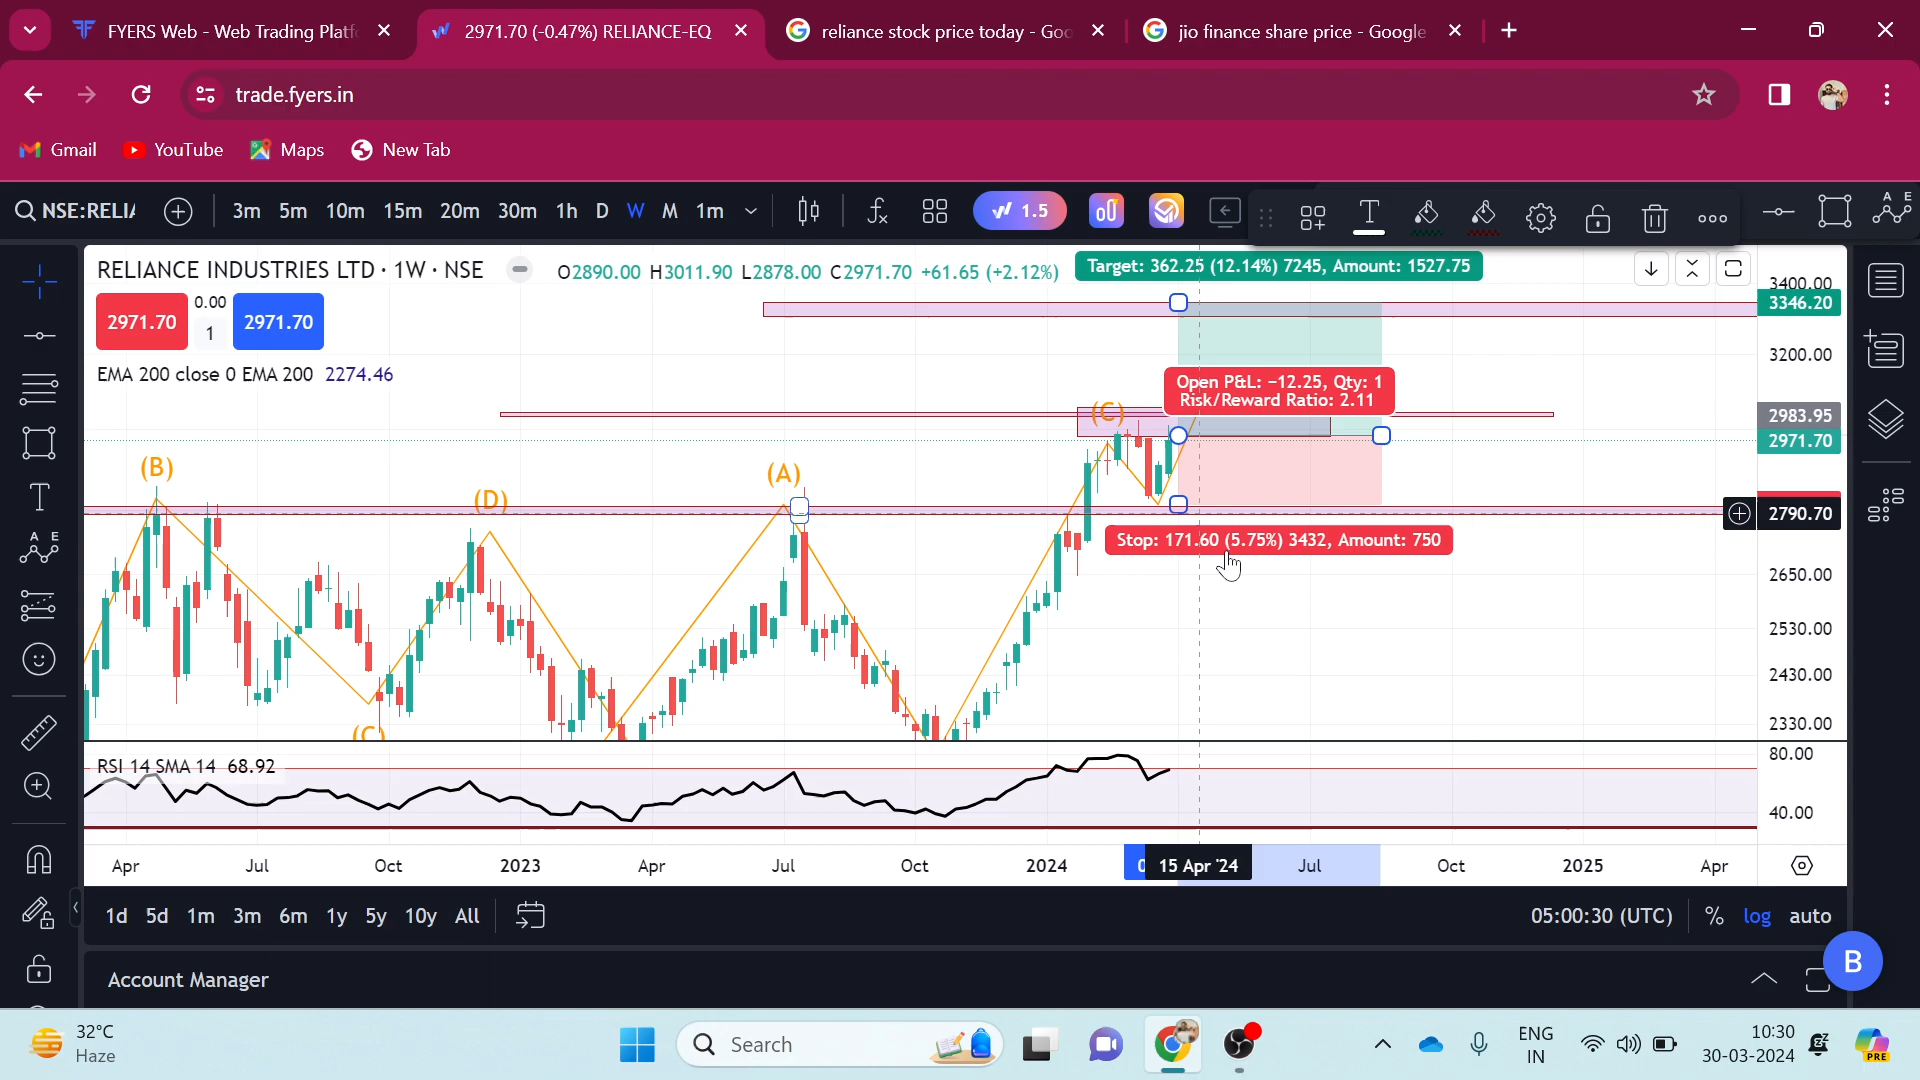 FYERS Web - Web Trading Platf
2971.70 (-0.47%) RELIANCE-EQ
reliance stock price today - Goo
jio finance share price - Google
trade.fyers.in
Gmail
YouTube
Maps
New Tab
NSE:RELIA
3m 5m 10m 15m 20m 30m 1h D W M 1m
1.5
RELIANCE INDUSTRIES LTD · 1W · NSE
O2890.00 H3011.90 L2878.00 C2971.70 +61.65 (+2.12%)
Target: 362.25 (12.14%) 7245, Amount: 1527.75
2971.70
0.00
1
2971.70
EMA 200 close 0 EMA 200 2274.46
Open P&L: −12.25, Qty: 1
Risk/Reward Ratio: 2.11
(C)
(B)
(D)
(A)
(C)
Stop: 171.60 (5.75%) 3432, Amount: 750
3400.00
3346.20
3200.00
2983.95
2971.70
2790.70
2650.00
2530.00
2430.00
2330.00
RSI 14 SMA 14 68.92
80.00
40.00
Apr Jul Oct 2023 Apr Jul Oct 2024 15 Apr '24 Jul Oct 2025 Apr
1d 5d 1m 3m 6m 1y 5y 10y All
05:00:30 (UTC)
% log auto
Account Manager
B
32°C
Haze
Search
ENG
IN
10:30
30-03-2024
PRE